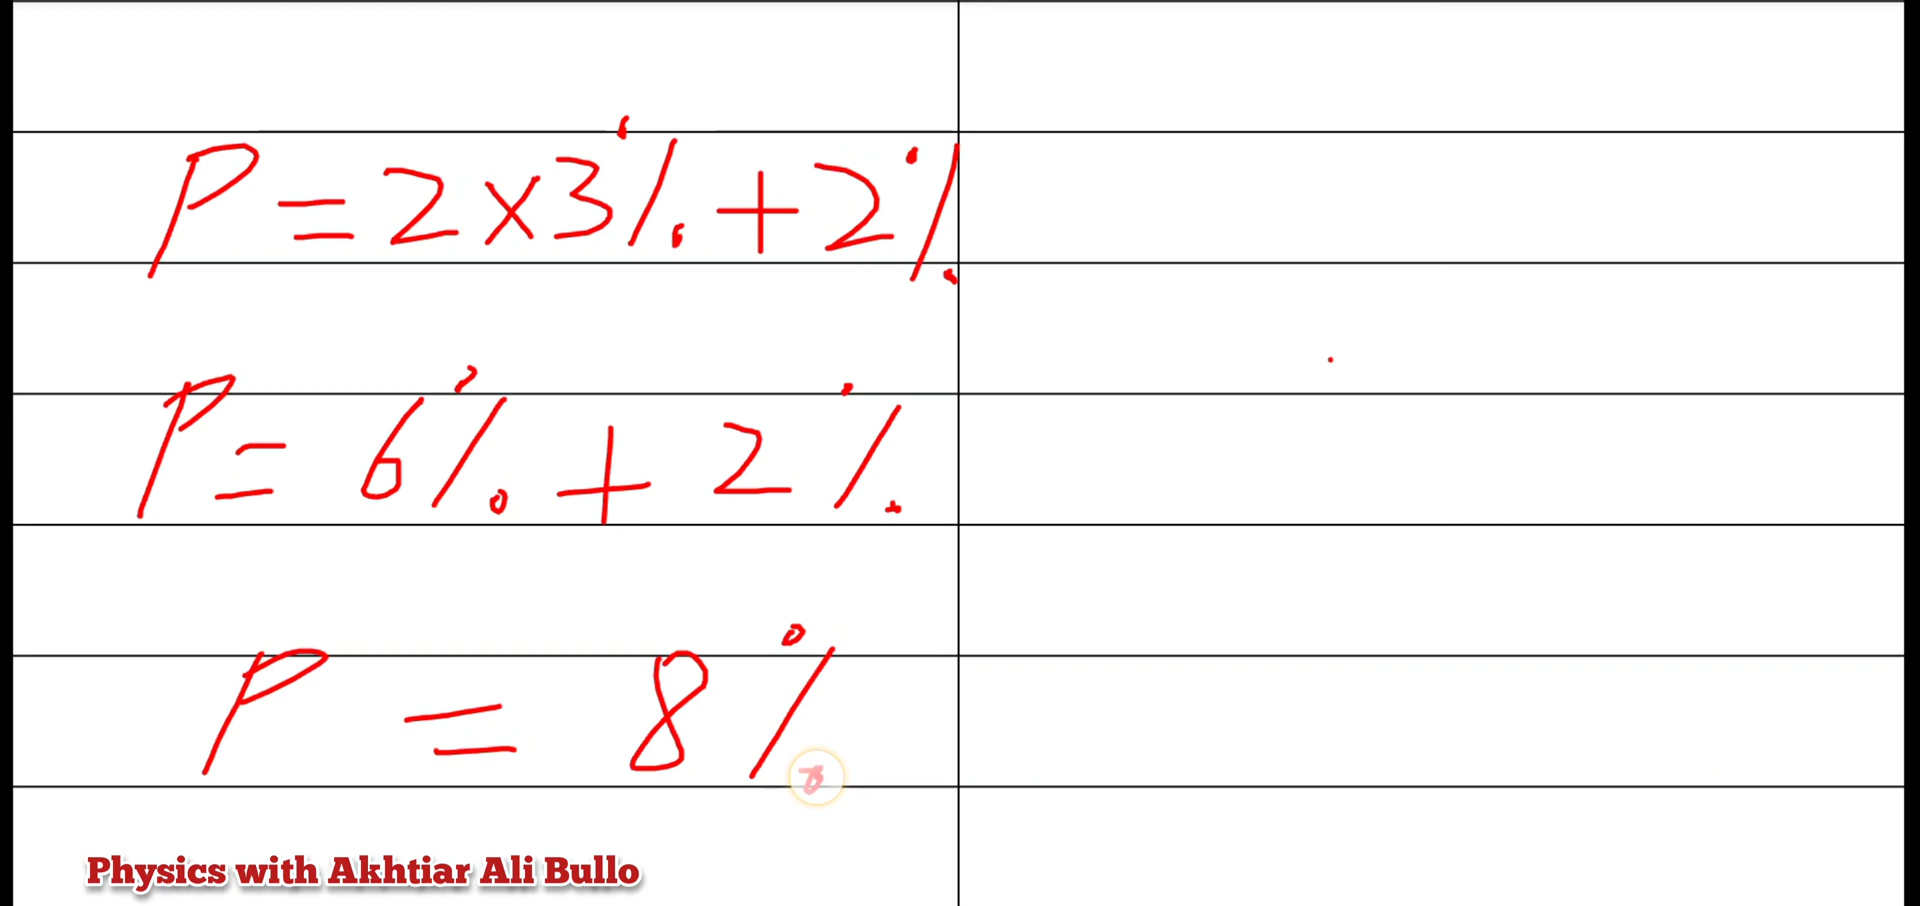 P = 2 × 3% + 2%
P = 6% + 2%
P = 8%
Physics with Akhtiar Ali Bullo